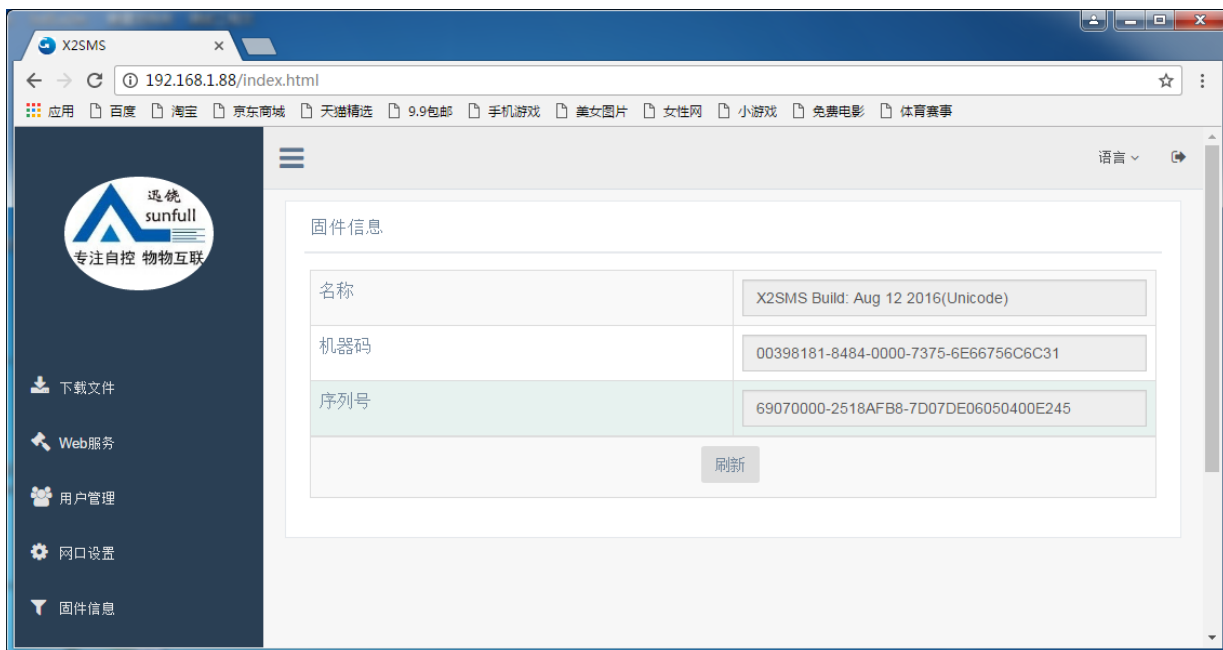 X2SMS
192.168.1.88/index.html
应用 百度 淘宝 京东商城 天猫精选 9.9包邮 手机游戏 美女图片 女性网 小游戏 免费电影 体育赛事
语言
迅饶
sunfull
专注自控 物物互联
固件信息
名称
X2SMS Build: Aug 12 2016(Unicode)
机器码
00398181-8484-0000-7375-6E66756C6C31
序列号
69070000-2518AFB8-7D07DE06050400E245
刷新
下载文件
Web服务
用户管理
网口设置
固件信息